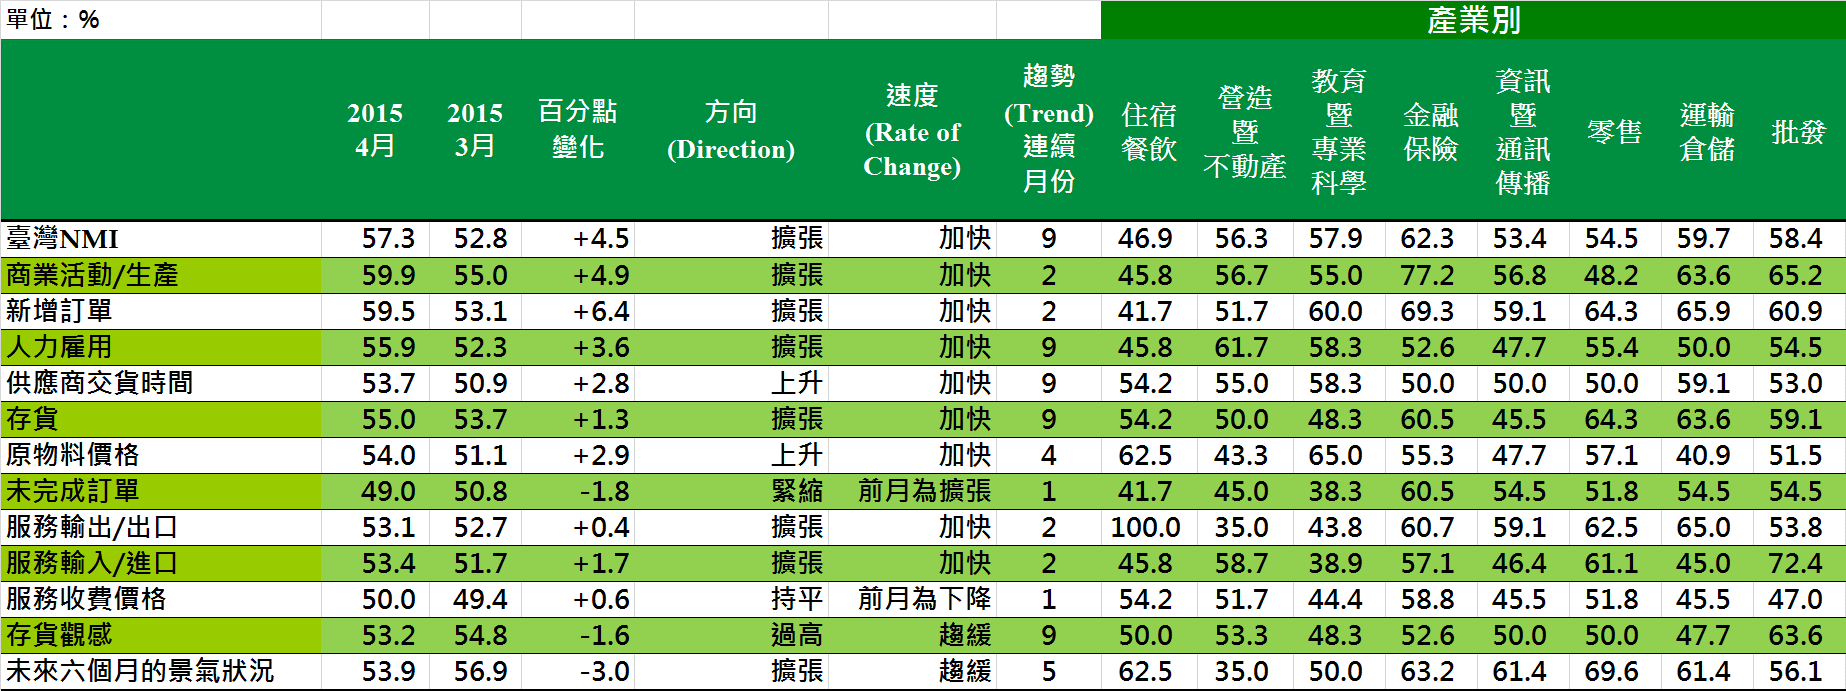 單位：% 產業別
2015 4月 2015 3月 百分點變化 方向 (Direction) 速度 (Rate of Change) 趨勢 (Trend) 連續月份 住宿餐飲 營造暨不動產 教育暨專業科學 金融保險 資訊暨通訊傳播 零售 運輸倉儲 批發
臺灣NMI 57.3 52.8 +4.5 擴張 加快 9 46.9 56.3 57.9 62.3 53.4 54.5 59.7 58.4
商業活動/生產 59.9 55.0 +4.9 擴張 加快 2 45.8 56.7 55.0 77.2 56.8 48.2 63.6 65.2
新增訂單 59.5 53.1 +6.4 擴張 加快 2 41.7 51.7 60.0 69.3 59.1 64.3 65.9 60.9
人力雇用 55.9 52.3 +3.6 擴張 加快 9 45.8 61.7 58.3 52.6 47.7 55.4 50.0 54.5
供應商交貨時間 53.7 50.9 +2.8 上升 加快 9 54.2 55.0 58.3 50.0 50.0 50.0 59.1 53.0
存貨 55.0 53.7 +1.3 擴張 加快 9 54.2 50.0 48.3 60.5 45.5 64.3 63.6 59.1
原物料價格 54.0 51.1 +2.9 上升 加快 4 62.5 43.3 65.0 55.3 47.7 57.1 40.9 51.5
未完成訂單 49.0 50.8 -1.8 緊縮 前月為擴張 1 41.7 45.0 38.3 60.5 54.5 51.8 54.5 54.5
服務輸出/出口 53.1 52.7 +0.4 擴張 加快 2 100.0 35.0 43.8 60.7 59.1 62.5 65.0 53.8
服務輸入/進口 53.4 51.7 +1.7 擴張 加快 2 45.8 58.7 38.9 57.1 46.4 61.1 45.0 72.4
服務收費價格 50.0 49.4 +0.6 持平 前月為下降 1 54.2 51.7 44.4 58.8 45.5 51.8 45.5 47.0
存貨觀感 53.2 54.8 -1.6 過高 趨緩 9 50.0 53.3 48.3 52.6 50.0 50.0 47.7 63.6
未來六個月的景氣狀況 53.9 56.9 -3.0 擴張 趨緩 5 62.5 35.0 50.0 63.2 61.4 69.6 61.4 56.1